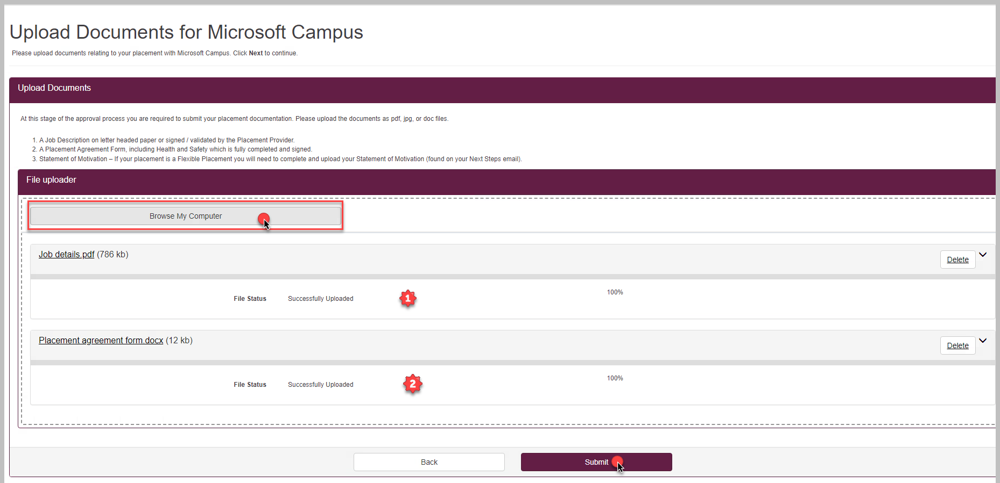 Upload Documents for Microsoft Campus
Please upload documents relating to your placement with Microsoft Campus. Click Next to continue.
Upload Documents
At this stage of the approval process you are required to submit your placement documentation. Please upload the documents as pdf, jpg, or doc files.
1. A Job Description on letter headed paper or signed / validated by the Placement Provider.
2. A Placement Agreement Form, including Health and Safety which is fully completed and signed.
3. Statement of Motivation – If your placement is a Flexible Placement you will need to complete and upload your Statement of Motivation (found on your Next Steps email).
File uploader
Browse My Computer
Job details.pdf (786 kb)
Delete
File Status Successfully Uploaded 1 100%
Placement agreement form.docx (12 kb)
Delete
File Status Successfully Uploaded 2 100%
Back Submit